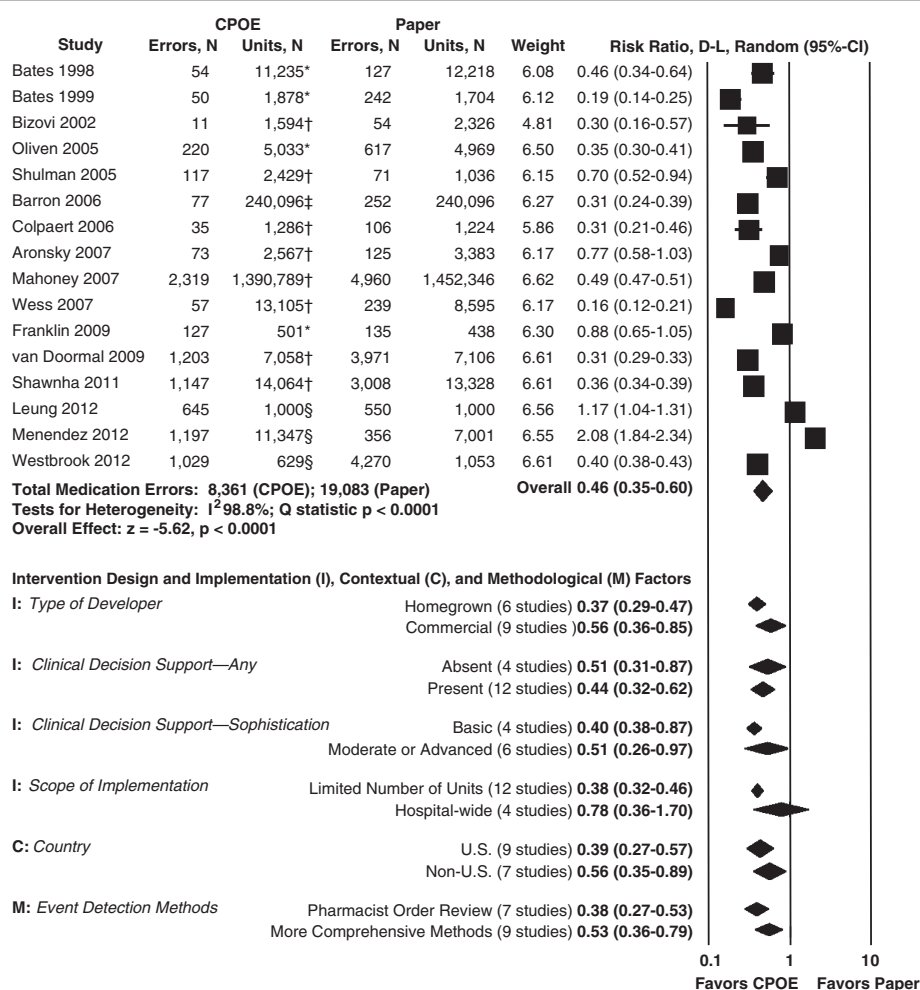 CPOE Paper
Study Errors, N Units, N Errors, N Units, N Weight Risk Ratio, D-L, Random (95%-CI)
Bates 1998 54 11,235* 127 12,218 6.08 0.46 (0.34-0.64)
Bates 1999 50 1,878* 242 1,704 6.12 0.19 (0.14-0.25)
Bizovi 2002 11 1,594† 54 2,326 4.81 0.30 (0.16-0.57)
Oliven 2005 220 5,033* 617 4,969 6.50 0.35 (0.30-0.41)
Shulman 2005 117 2,429† 71 1,036 6.15 0.70 (0.52-0.94)
Barron 2006 77 240,096‡ 252 240,096 6.27 0.31 (0.24-0.39)
Colpaert 2006 35 1,286† 106 1,224 5.86 0.31 (0.21-0.46)
Aronsky 2007 73 2,567† 125 3,383 6.17 0.77 (0.58-1.03)
Mahoney 2007 2,319 1,390,789† 4,960 1,452,346 6.62 0.49 (0.47-0.51)
Wess 2007 57 13,105† 239 8,595 6.17 0.16 (0.12-0.21)
Franklin 2009 127 501* 135 438 6.30 0.88 (0.65-1.05)
van Doormal 2009 1,203 7,058† 3,971 7,106 6.61 0.31 (0.29-0.33)
Shawnha 2011 1,147 14,064† 3,008 13,328 6.61 0.36 (0.34-0.39)
Leung 2012 645 1,000§ 550 1,000 6.56 1.17 (1.04-1.31)
Menendez 2012 1,197 11,347§ 356 7,001 6.55 2.08 (1.84-2.34)
Westbrook 2012 1,029 629§ 4,270 1,053 6.61 0.40 (0.38-0.43)
Total Medication Errors: 8,361 (CPOE); 19,083 (Paper) Overall 0.46 (0.35-0.60)
Tests for Heterogeneity: I² 98.8%; Q statistic p < 0.0001
Overall Effect: z = -5.62, p < 0.0001
Intervention Design and Implementation (I), Contextual (C), and Methodological (M) Factors
I: Type of Developer Homegrown (6 studies) 0.37 (0.29-0.47)
Commercial (9 studies )0.56 (0.36-0.85)
I: Clinical Decision Support—Any Absent (4 studies) 0.51 (0.31-0.87)
Present (12 studies) 0.44 (0.32-0.62)
I: Clinical Decision Support—Sophistication Basic (4 studies) 0.40 (0.38-0.87)
Moderate or Advanced (6 studies) 0.51 (0.26-0.97)
I: Scope of Implementation Limited Number of Units (12 studies) 0.38 (0.32-0.46)
Hospital-wide (4 studies) 0.78 (0.36-1.70)
C: Country U.S. (9 studies) 0.39 (0.27-0.57)
Non-U.S. (7 studies) 0.56 (0.35-0.89)
M: Event Detection Methods Pharmacist Order Review (7 studies) 0.38 (0.27-0.53)
More Comprehensive Methods (9 studies) 0.53 (0.36-0.79)
0.1 1 10
Favors CPOE Favors Paper